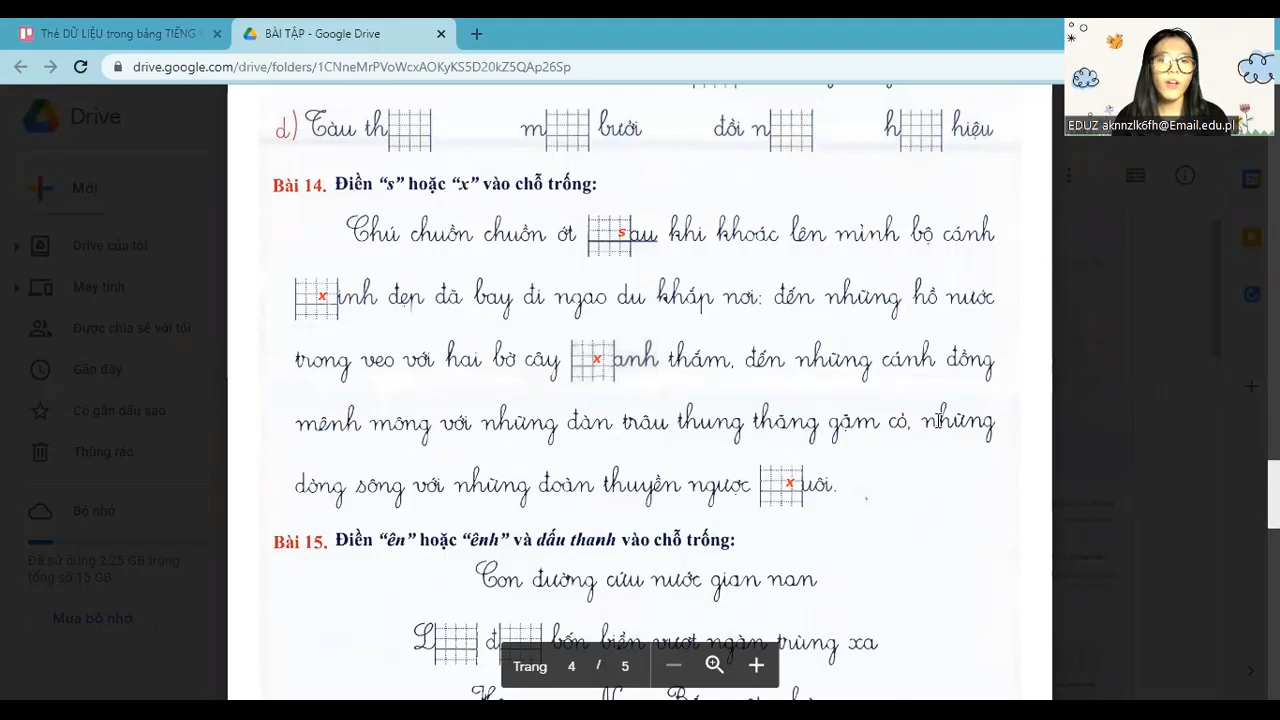 Thẻ DỮ LIỆU trong bảng TIẾNG
BÀI TẬP - Google Drive
drive.google.com/drive/folders/1CNneMrPVoWcxAOKyKSSD20kZ5QAp26Sp
EDUZ aknnzlk6fh@Email.edu.pl
Drive
Mới
Drive của tôi
Máy tính
Được chia sẻ với tôi
Gần đây
Có gắn dấu sao
Thùng rác
Bộ nhớ
Đã sử dụng 2,25 GB trong
tổng số 15 GB
Mua bộ nhớ
d) Tàu th m bưởi đồi n h hiệu
Bài 14. Điền “s” hoặc “x” vào chỗ trống:
Chú chuồn chuồn ớt sau khi khoác lên mình bộ cánh
xinh đẹp đã bay đi ngao du khắp nơi: đến những hồ nước
trong veo với hai bờ cây xanh thắm, đến những cánh đồng
mênh mông với những đàn trâu thung thăng gặm cỏ, những
dòng sông với những đoàn thuyền ngược xuôi.
Bài 15. Điền “ên” hoặc “ênh” và dấu thanh vào chỗ trống:
Con đường cứu nước gian nan
L đ bốn biển vượt ngàn trùng xa
Trang 4 / 5